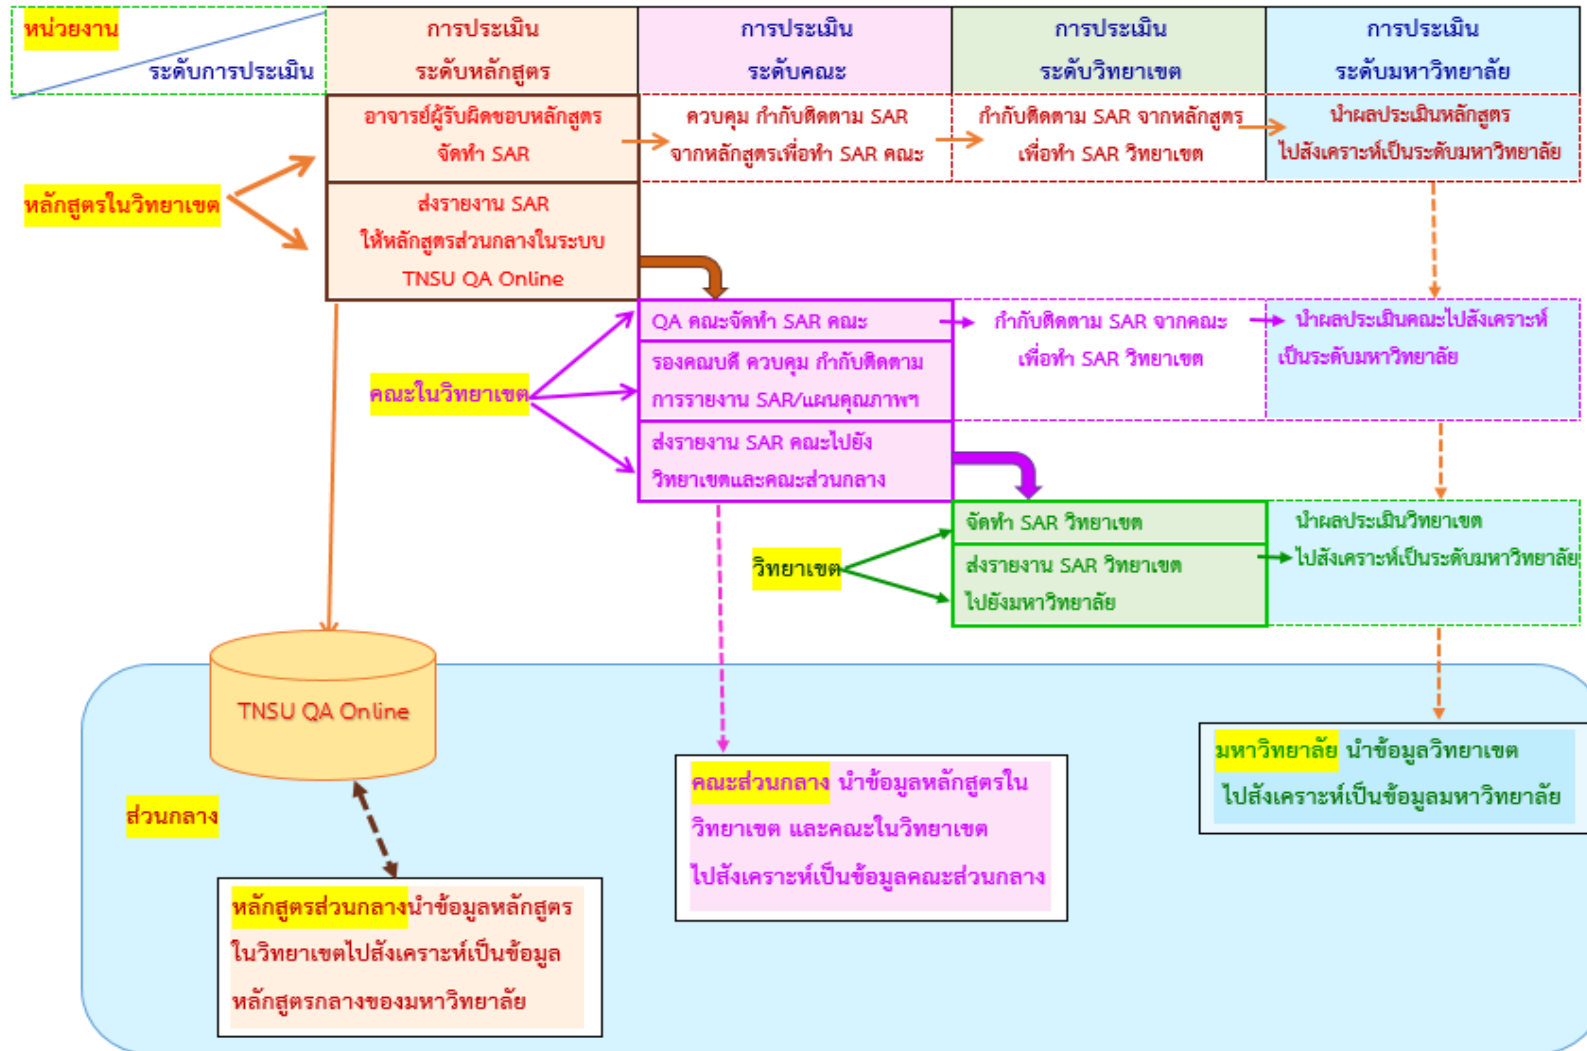 หน่วยงาน
ระดับการประเมิน
การประเมิน
ระดับหลักสูตร
การประเมิน
ระดับคณะ
การประเมิน
ระดับวิทยาเขต
การประเมิน
ระดับมหาวิทยาลัย
หลักสูตรในวิทยาเขต
อาจารย์ผู้รับผิดชอบหลักสูตร
จัดทำ SAR
ควบคุม กำกับติดตาม SAR
จากหลักสูตรเพื่อทำ SAR คณะ
กำกับติดตาม SAR จากหลักสูตร
เพื่อทำ SAR วิทยาเขต
นำผลประเมินหลักสูตร
ไปสังเคราะห์เป็นระดับมหาวิทยาลัย
ส่งรายงาน SAR
ให้หลักสูตรส่วนกลางในระบบ
TNSU QA Online
คณะในวิทยาเขต
QA คณะจัดทำ SAR คณะ
กำกับติดตาม SAR จากคณะ
เพื่อทำ SAR วิทยาเขต
นำผลประเมินคณะไปสังเคราะห์
เป็นระดับมหาวิทยาลัย
รองคณบดี ควบคุม กำกับติดตาม
การรายงาน SAR/แผนคุณภาพฯ
ส่งรายงาน SAR คณะไปยัง
วิทยาเขตและคณะส่วนกลาง
วิทยาเขต
จัดทำ SAR วิทยาเขต
ส่งรายงาน SAR วิทยาเขต
ไปยังมหาวิทยาลัย
นำผลประเมินวิทยาเขต
ไปสังเคราะห์เป็นระดับมหาวิทยาลัย
TNSU QA Online
ส่วนกลาง
หลักสูตรส่วนกลางนำข้อมูลหลักสูตร
ในวิทยาเขตไปสังเคราะห์เป็นข้อมูล
หลักสูตรกลางของมหาวิทยาลัย
คณะส่วนกลาง นำข้อมูลหลักสูตรใน
วิทยาเขต และคณะในวิทยาเขต
ไปสังเคราะห์เป็นข้อมูลคณะส่วนกลาง
มหาวิทยาลัย นำข้อมูลวิทยาเขต
ไปสังเคราะห์เป็นข้อมูลมหาวิทยาลัย